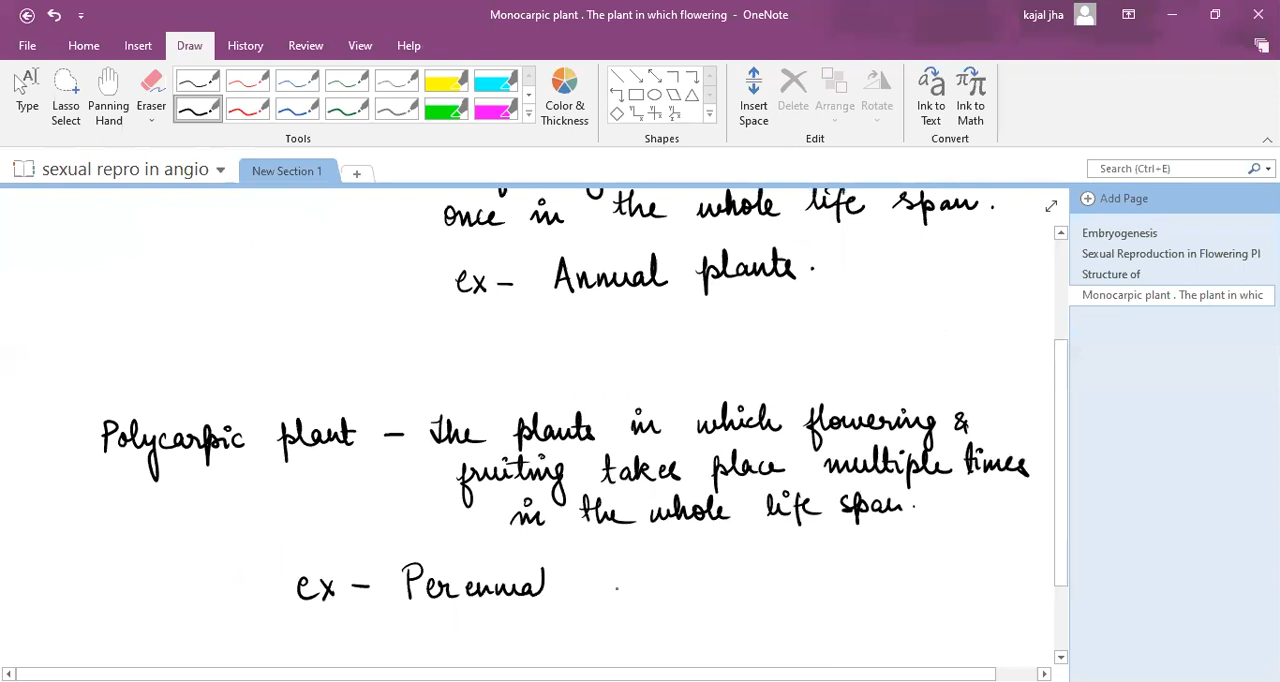 Monocarpic plant . The plant in which flowering - OneNote
kajal jha
File Home Insert Draw History Review View Help
Type
Lasso Select
Panning Hand
Eraser
Color & Thickness
Insert Space
Delete
Arrange
Rotate
Ink to Text
Ink to Math
Tools
Shapes
Edit
Convert
sexual repro in angio
New Section 1
Search (Ctrl+E)
Add Page
Embryogenesis
Sexual Reproduction in Flowering Pl
Structure of
Monocarpic plant . The plant in whic
once in the whole life span.
ex - Annual plants.
Polycarpic plant - The plants in which flowering &
fruiting takes place multiple times
in the whole life span.
ex - Perennial